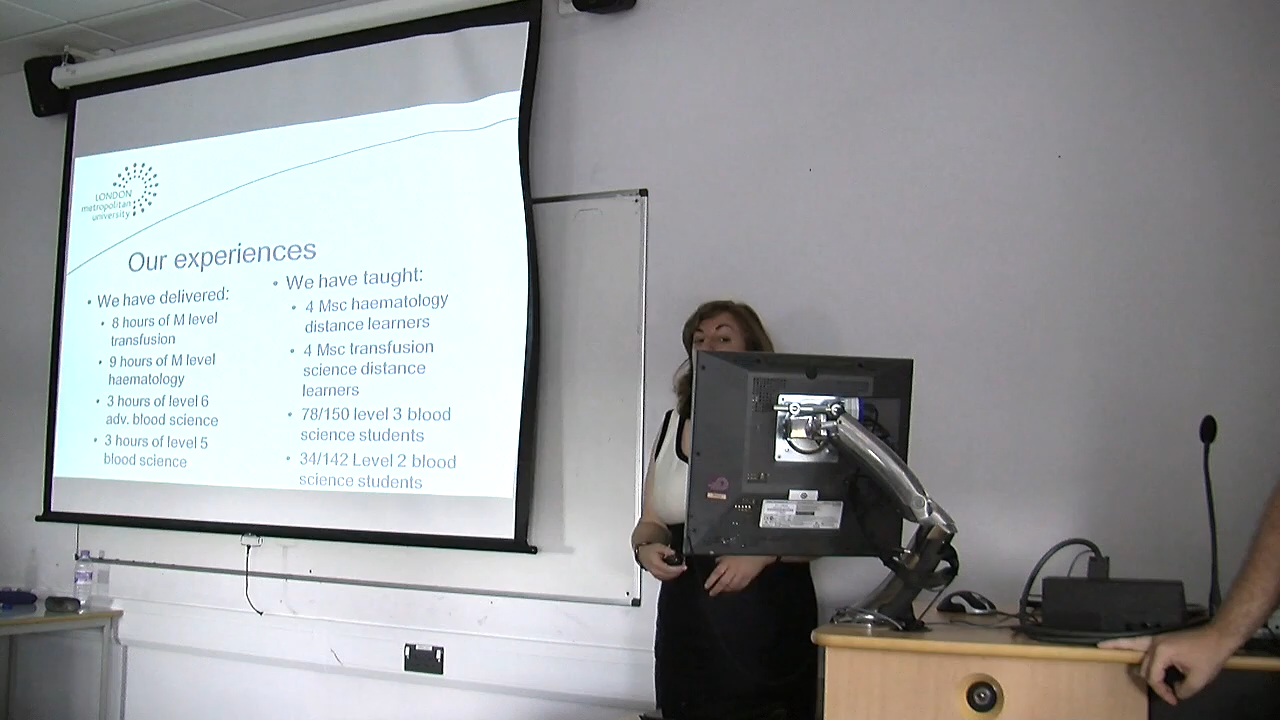 LONDON
metropolitan
university
Our experiences
• We have delivered:
• 8 hours of M level
transfusion
• 9 hours of M level
haematology
• 3 hours of level 6
adv. blood science
• 3 hours of level 5
blood science
• We have taught:
• 4 Msc haematology
distance learners
• 4 Msc transfusion
science distance
learners
• 78/150 level 3 blood
science students
• 34/142 Level 2 blood
science students